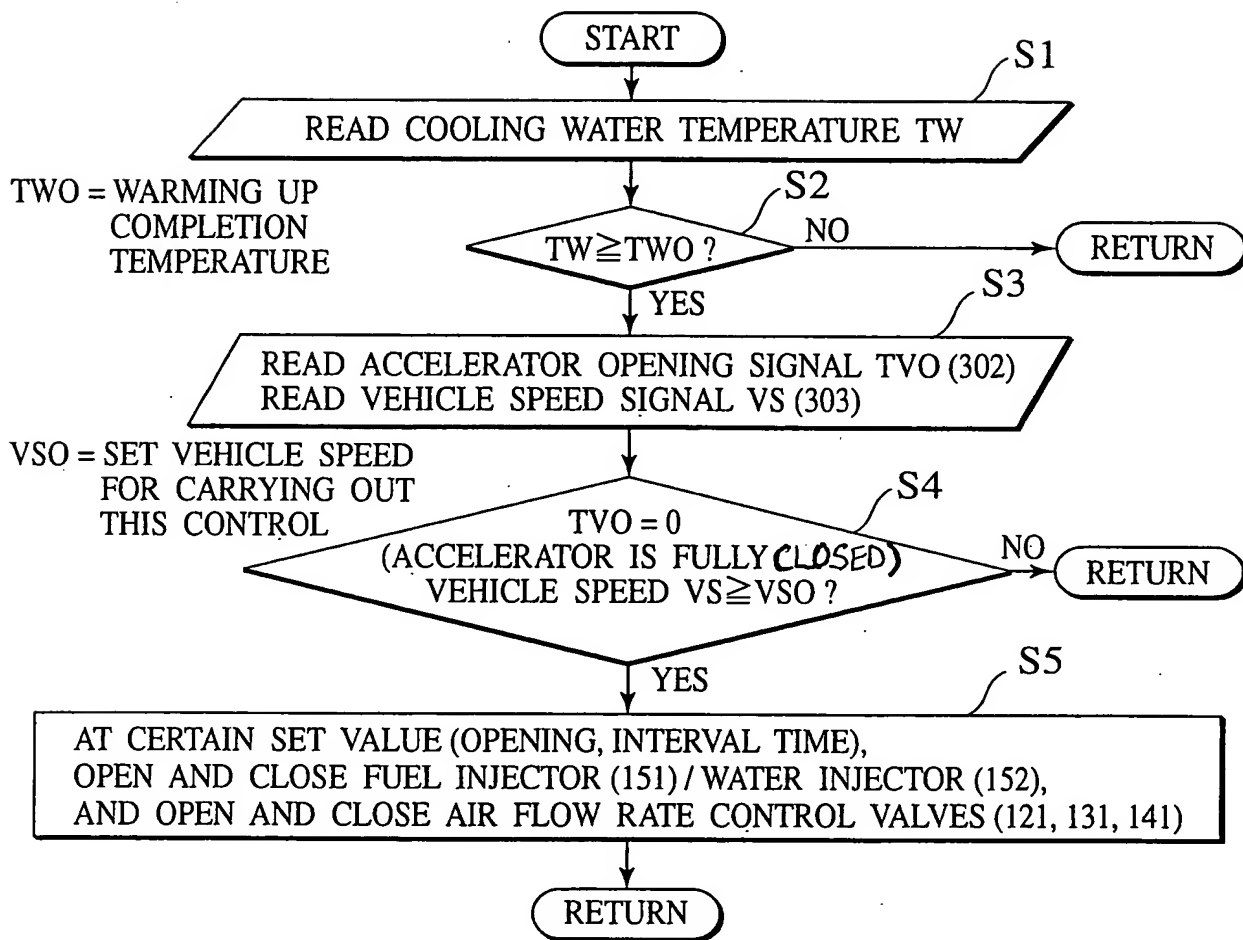 START
S1
READ COOLING WATER TEMPERATURE TW
TWO = WARMING UP
COMPLETION
TEMPERATURE
S2
TW≧TWO ?
NO
RETURN
YES
S3
READ ACCELERATOR OPENING SIGNAL TVO (302)
READ VEHICLE SPEED SIGNAL VS (303)
VSO = SET VEHICLE SPEED
FOR CARRYING OUT
THIS CONTROL
S4
TVO = 0
(ACCELERATOR IS FULLY CLOSED)
VEHICLE SPEED VS≧VSO ?
NO
RETURN
YES
S5
AT CERTAIN SET VALUE (OPENING, INTERVAL TIME),
OPEN AND CLOSE FUEL INJECTOR (151) / WATER INJECTOR (152),
AND OPEN AND CLOSE AIR FLOW RATE CONTROL VALVES (121, 131, 141)
RETURN